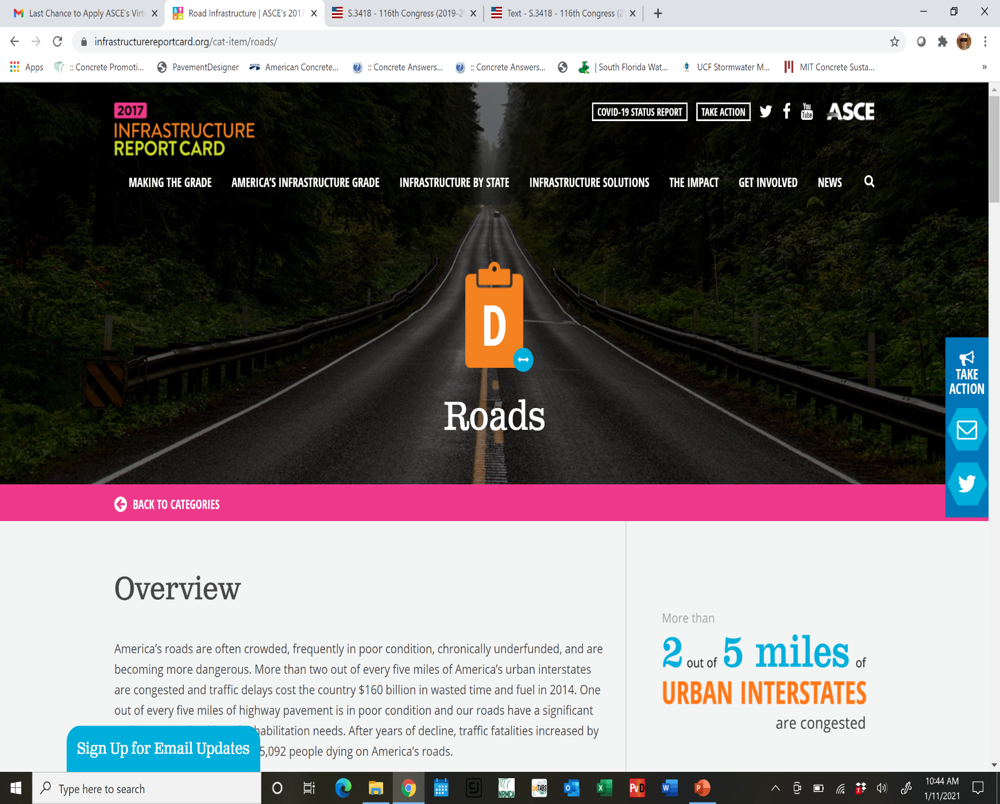 Last Chance to Apply ASCE's Virt
Road Infrastructure | ASCE's 2017
S.3418 - 116th Congress (2019-2
Text - S.3418 - 116th Congress (2
infrastructurereportcard.org/cat-item/roads/
Apps
:: Concrete Promoti...
PavementDesigner
American Concrete...
:: Concrete Answers...
:: Concrete Answers...
| South Florida Wat...
UCF Stormwater M...
MIT Concrete Susta...
»
2017
INFRASTRUCTURE
REPORT CARD
COVID-19 STATUS REPORT
TAKE ACTION
You
Tube
ASCE
MAKING THE GRADE
AMERICA'S INFRASTRUCTURE GRADE
INFRASTRUCTURE BY STATE
INFRASTRUCTURE SOLUTIONS
THE IMPACT
GET INVOLVED
NEWS
D
Roads
TAKE
ACTION
BACK TO CATEGORIES
Overview
America's roads are often crowded, frequently in poor condition, chronically underfunded, and are
becoming more dangerous. More than two out of every five miles of America's urban interstates
are congested and traffic delays cost the country $160 billion in wasted time and fuel in 2014. One
out of every five miles of highway pavement is in poor condition and our roads have a significant
habilitation needs. After years of decline, traffic fatalities increased by
5,092 people dying on America's roads.
More than
2 out of 5 miles of
URBAN INTERSTATES
are congested
Sign Up for Email Updates
Type here to search
NRMCA
PvD
7
10:44 AM
1/11/2021